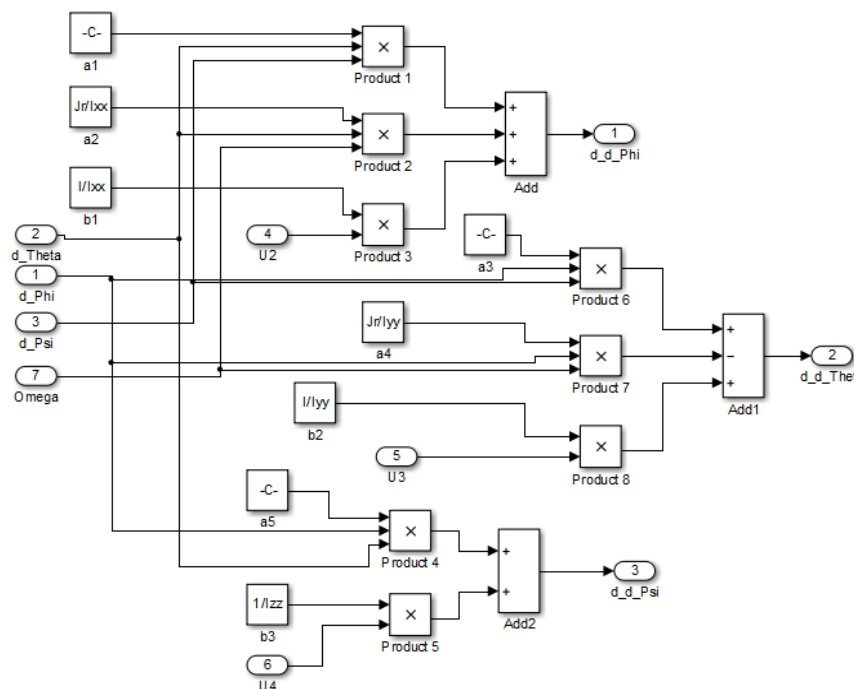 -C-
a1
×
Product 1
Jr/Ixx
a2
×
Product 2
+
+
+
Add
1
d_d_Phi
I/Ixx
b1
×
Product 3
4
U2
2
d_Theta
1
d_Phi
3
d_Psi
7
Omega
-C-
a3
×
Product 6
Jr/Iyy
a4
×
Product 7
+
−
+
Add1
2
d_d_Thet
I/Iyy
b2
×
Product 8
5
U3
-C-
a5
×
Product 4
+
+
Add2
3
d_d_Psi
1/Izz
b3
×
Product 5
6
U4